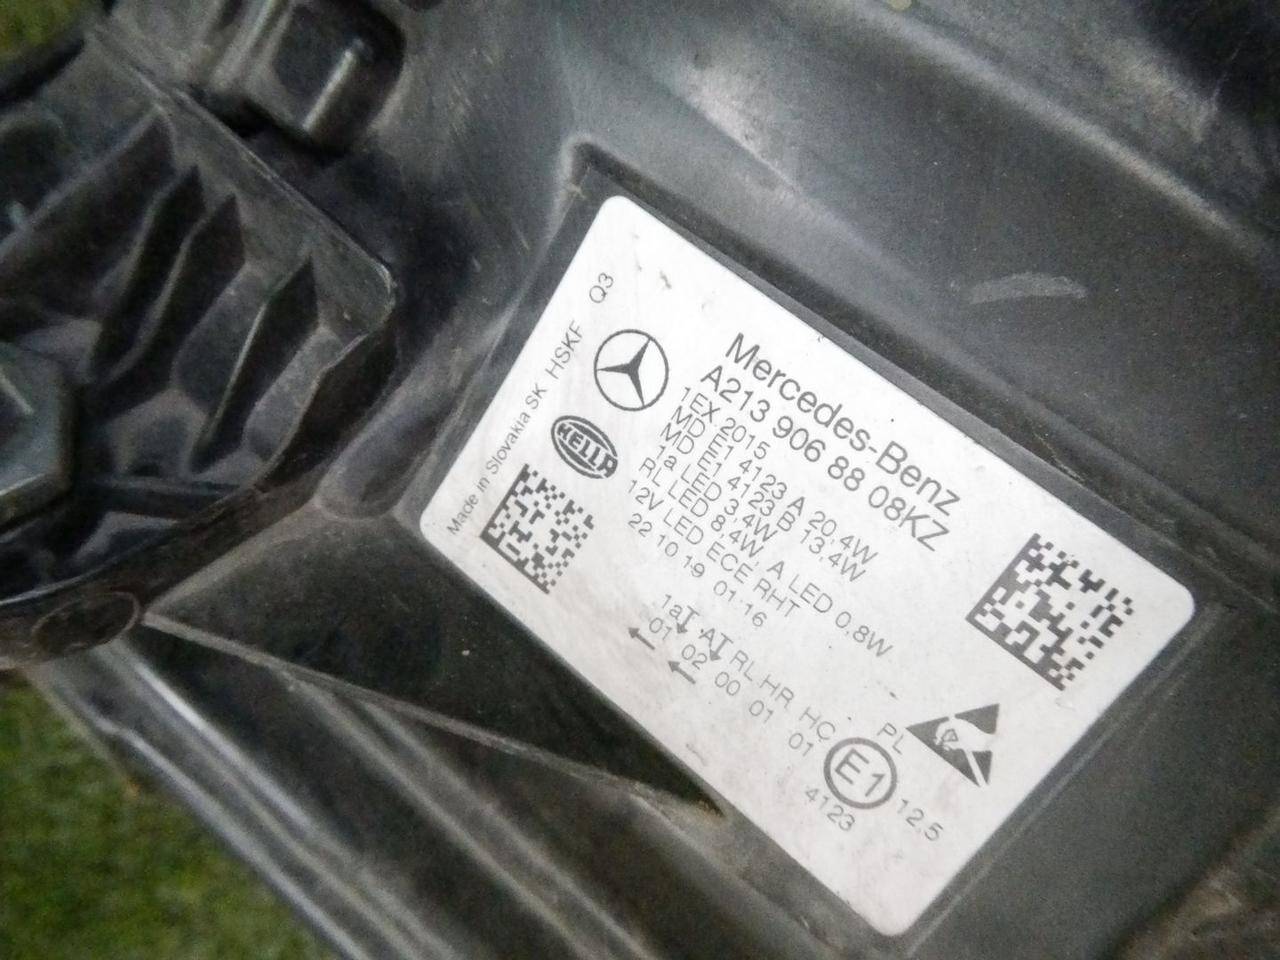 Mercedes-Benz
A213 906 88 08KZ
1EX 2015
MD E1 4123 A 20,4W
MD E1 4123 B 13,4W
1a LED 3,4W
RL LED 8,4W, A LED 0,8W
12V LED ECE RHT
22 10 19 01:16
1aT AT RL HR HC PL
01 02 00 01 01 12,5
E1
4123
HELLA
Made in Slovakia SK HSKF Q3